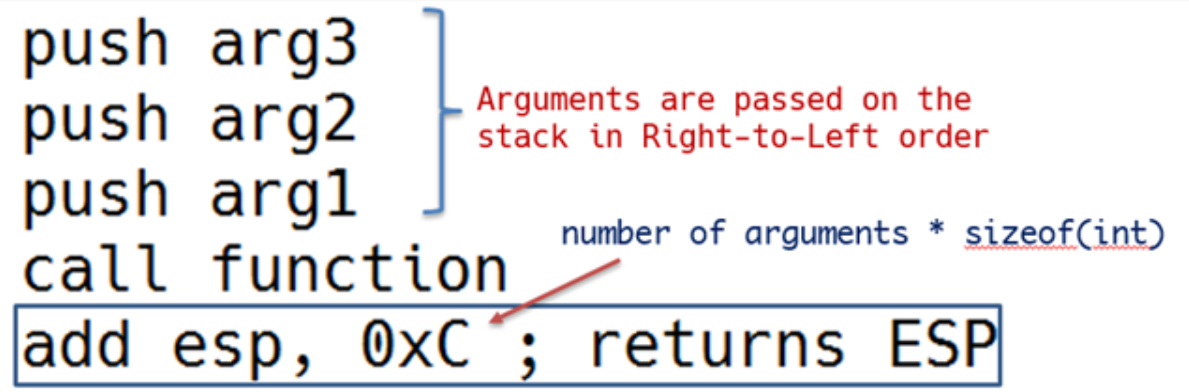 push arg3
push arg2
push arg1
Arguments are passed on the
stack in Right-to-Left order
number of arguments * sizeof(int)
call function
add esp, 0xC ; returns ESP